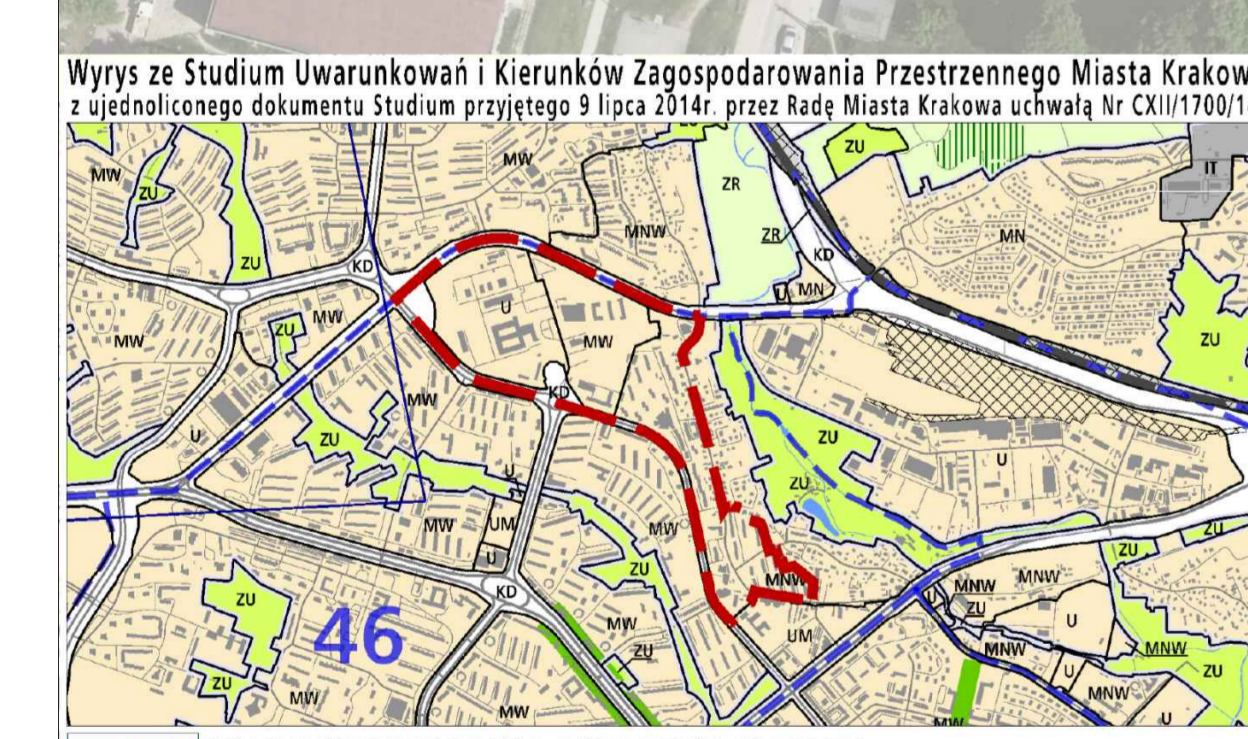 Wyrys ze Studium Uwarunkowań i Kierunków Zagospodarowania Przestrzennego Miasta Krakow
z ujednoliconego dokumentu Studium przyjętego 9 lipca 2014r. przez Radę Miasta Krakowa uchwałą Nr CXII/1700/1
ZU
MW
MW
ZU
ZR
ZU
IT
MNW
ZR
MN
KD
ZU
KD
U
MN
U
ZU
MW
MW
MW
ZU
KD
MW
U
ZU
ZU
U
U
ZU
MW
UM
MW
ZU
U
ZU
ZU
MNW
MNW
MNW
KD
ZU
U
ZU
46
MW
UM
U
ZU
MNW
MNW
ZU
ZU
U
MNW
MW
MW
MW
U